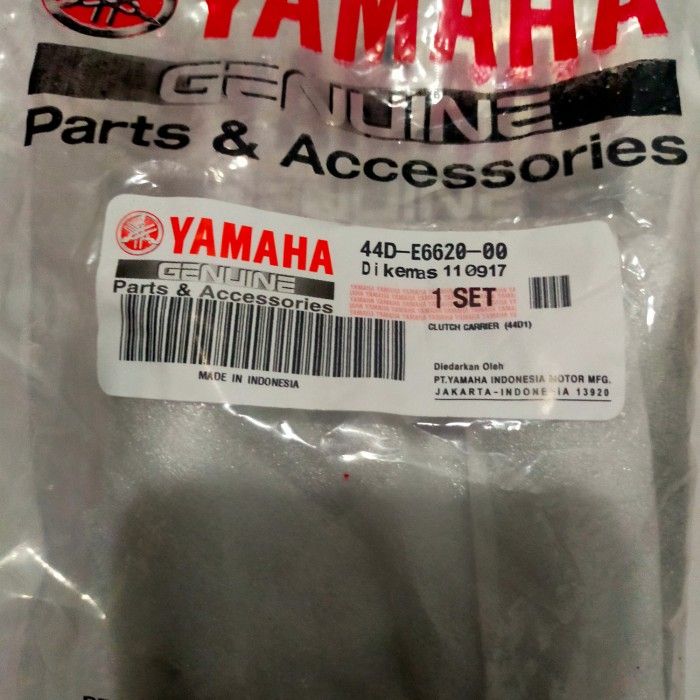 YAMAHA
GENUINE
Parts & Accessories
YAMAHA
GENUINE
Parts & Accessories
MADE IN INDONESIA
44D-E6620-00
Dikemas 110917
1 SET
CLUTCH CARRIER (44D1)
Diedarkan Oleh
PT.YAMAHA INDONESIA MOTOR MFG.
JAKARTA-INDONESIA 13920